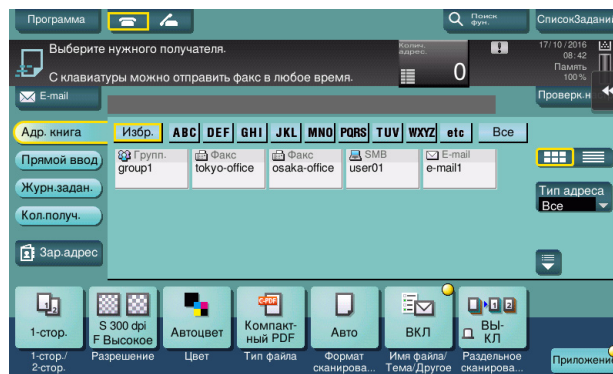 Программа
Поиск
фун.
СписокЗадани
Выберите нужного получателя.
С клавиатуры можно отправить факс в любое время.
Колич.
адрес.
0
17/10/2016
08:42
Память
100%
E-mail
Проверк.н
Адр. книга
Избр.
ABC
DEF
GHI
JKL
MNO
PQRS
TUV
WXYZ
etc
Все
Прямой ввод
Журн.задан.
Кол.получ.
Зар.адрес
Групп.
group1
Факс
tokyo-office
Факс
osaka-office
SMB
user01
E-mail
e-mail1
Тип адреса
Все
1-стор.
S 300 dpi
F Высокое
Автоцвет
cPDF
Компакт-
ный PDF
Авто
ВКЛ
ВЫ-
КЛ
1-стор./
2-стор.
Разрешение
Цвет
Тип файла
Формат
сканирова...
Имя файла/
Тема/Другое
Раздельное
сканирова...
Приложение